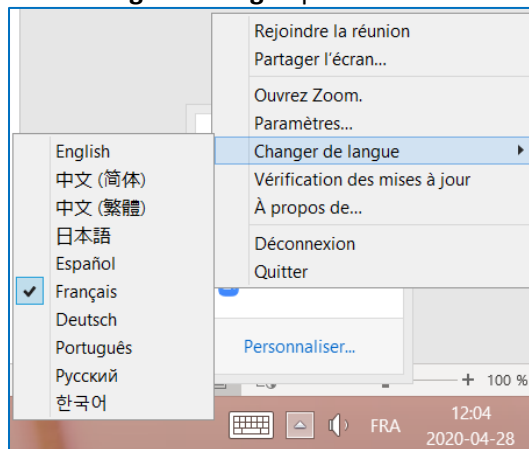 Rejoindre la réunion
Partager l'écran...
Ouvrez Zoom.
Paramètres...
Changer de langue
Vérification des mises à jour
À propos de...
Déconnexion
Quitter
English
中文 (简体)
中文 (繁體)
日本語
Español
Français
Deutsch
Português
Русский
한국어
Personnaliser...
100 %
FRA
12:04
2020-04-28